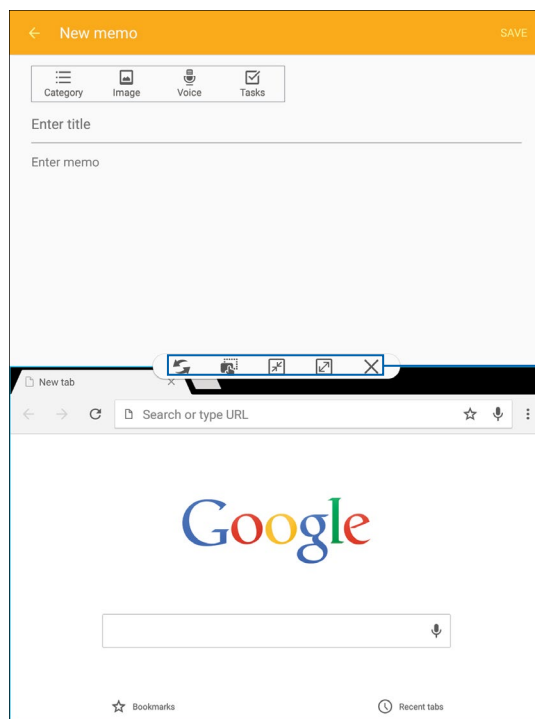 New memo SAVE
Category Image Voice Tasks
Enter title
Enter memo
New tab
Search or type URL
Google
Bookmarks Recent tabs